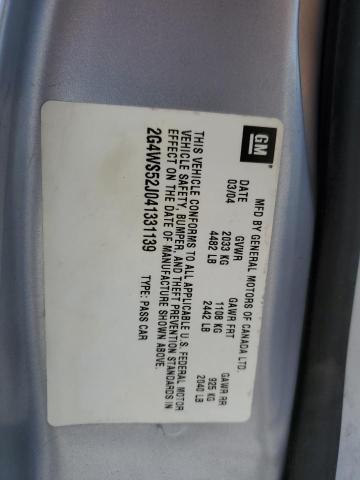 GM
MFD BY GENERAL MOTORS OF CANADA LTD.
DATE GVWR GAWR FRT GAWR RR
03/04 2033 KG 1108 KG 925 KG
4482 LB 2442 LB 2040 LB
THIS VEHICLE CONFORMS TO ALL APPLICABLE U.S. FEDERAL MOTOR
VEHICLE SAFETY, BUMPER, AND THEFT PREVENTION STANDARDS IN
EFFECT ON THE DATE OF MANUFACTURE SHOWN ABOVE.
2G4WS52J041331139 TYPE: PASS CAR